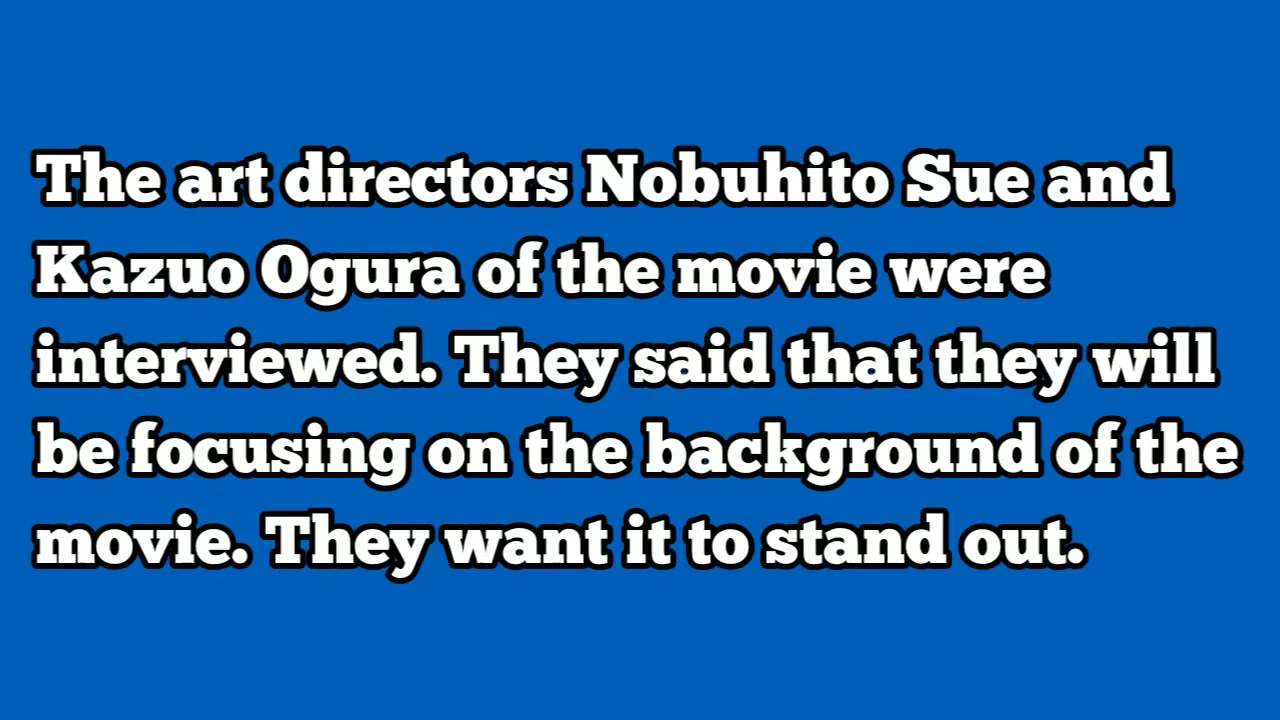 The art directors Nobuhito Sue and
Kazuo Ogura of the movie were
interviewed. They said that they will
be focusing on the background of the
movie. They want it to stand out.